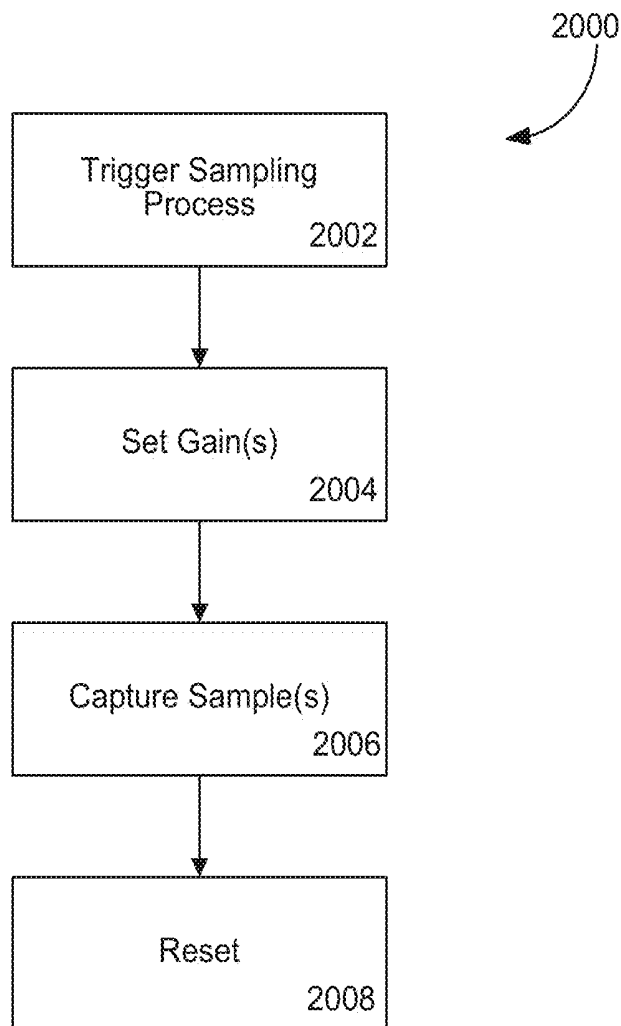 2000
Trigger Sampling
Process
2002
Set Gain(s)
2004
Capture Sample(s)
2006
Reset
2008